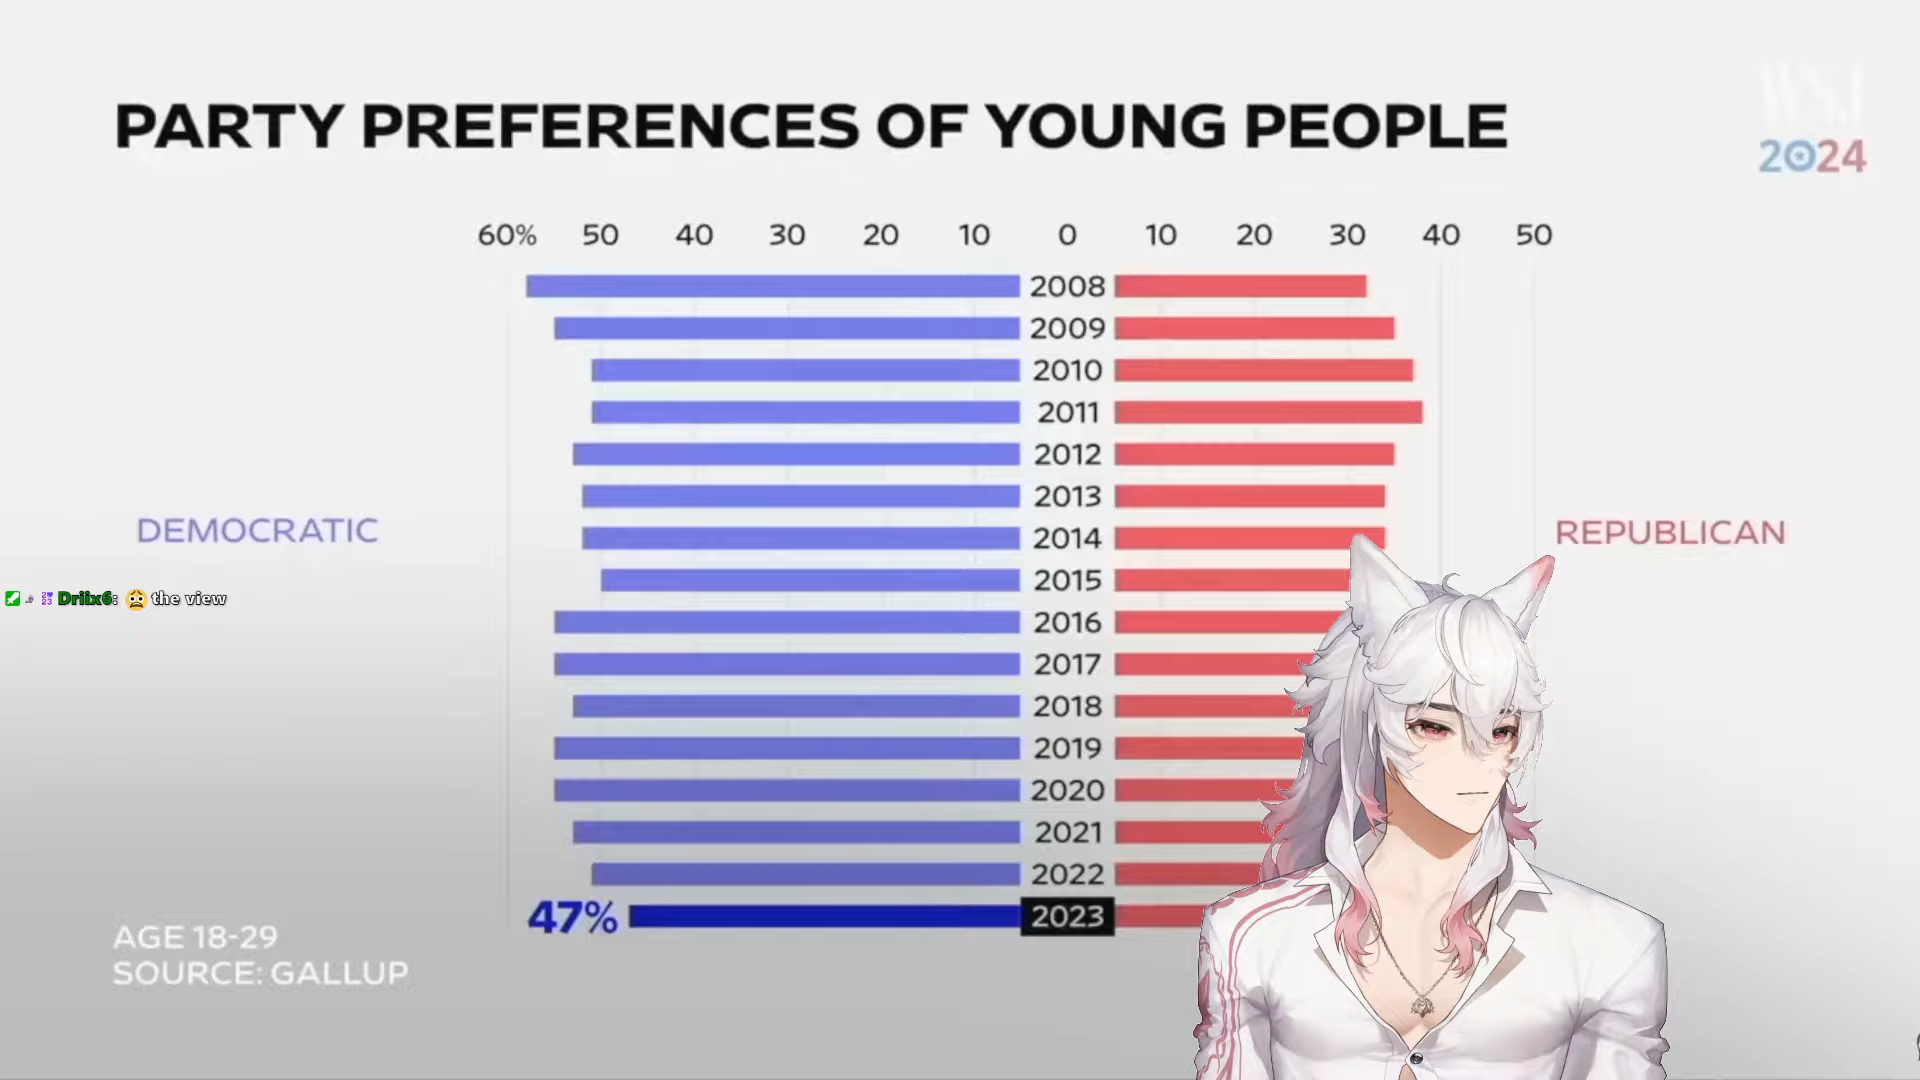 PARTY PREFERENCES OF YOUNG PEOPLE
WSJ
2024
60% 50 40 30 20 10 0 10 20 30 40 50
2008
2009
2010
2011
2012
2013
2014
2015
2016
2017
2018
2019
2020
2021
2022
47% 2023
DEMOCRATIC
REPUBLICAN
Driix6: the view
AGE 18-29
SOURCE: GALLUP